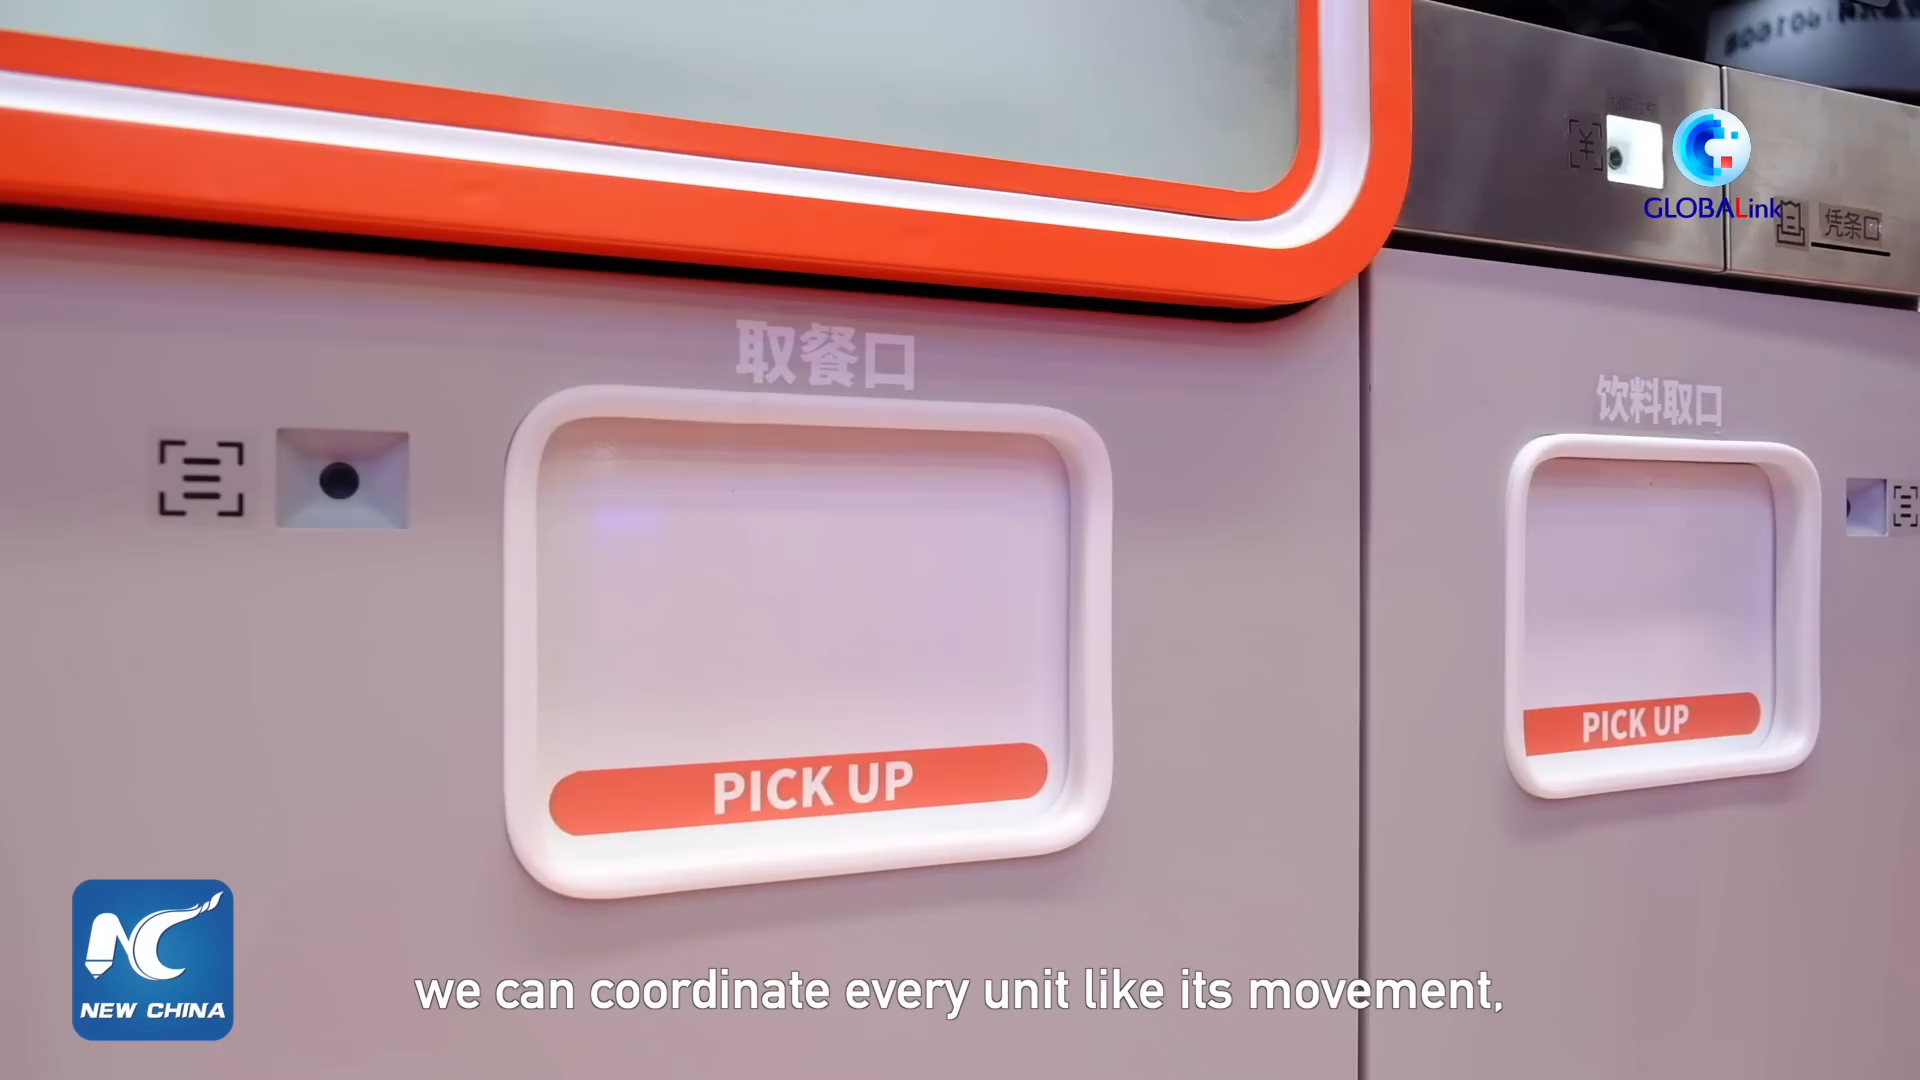 GLOBALink
凭条口
取餐口
饮料取口
PICK UP
PICK UP
NEW CHINA
we can coordinate every unit like its movement,